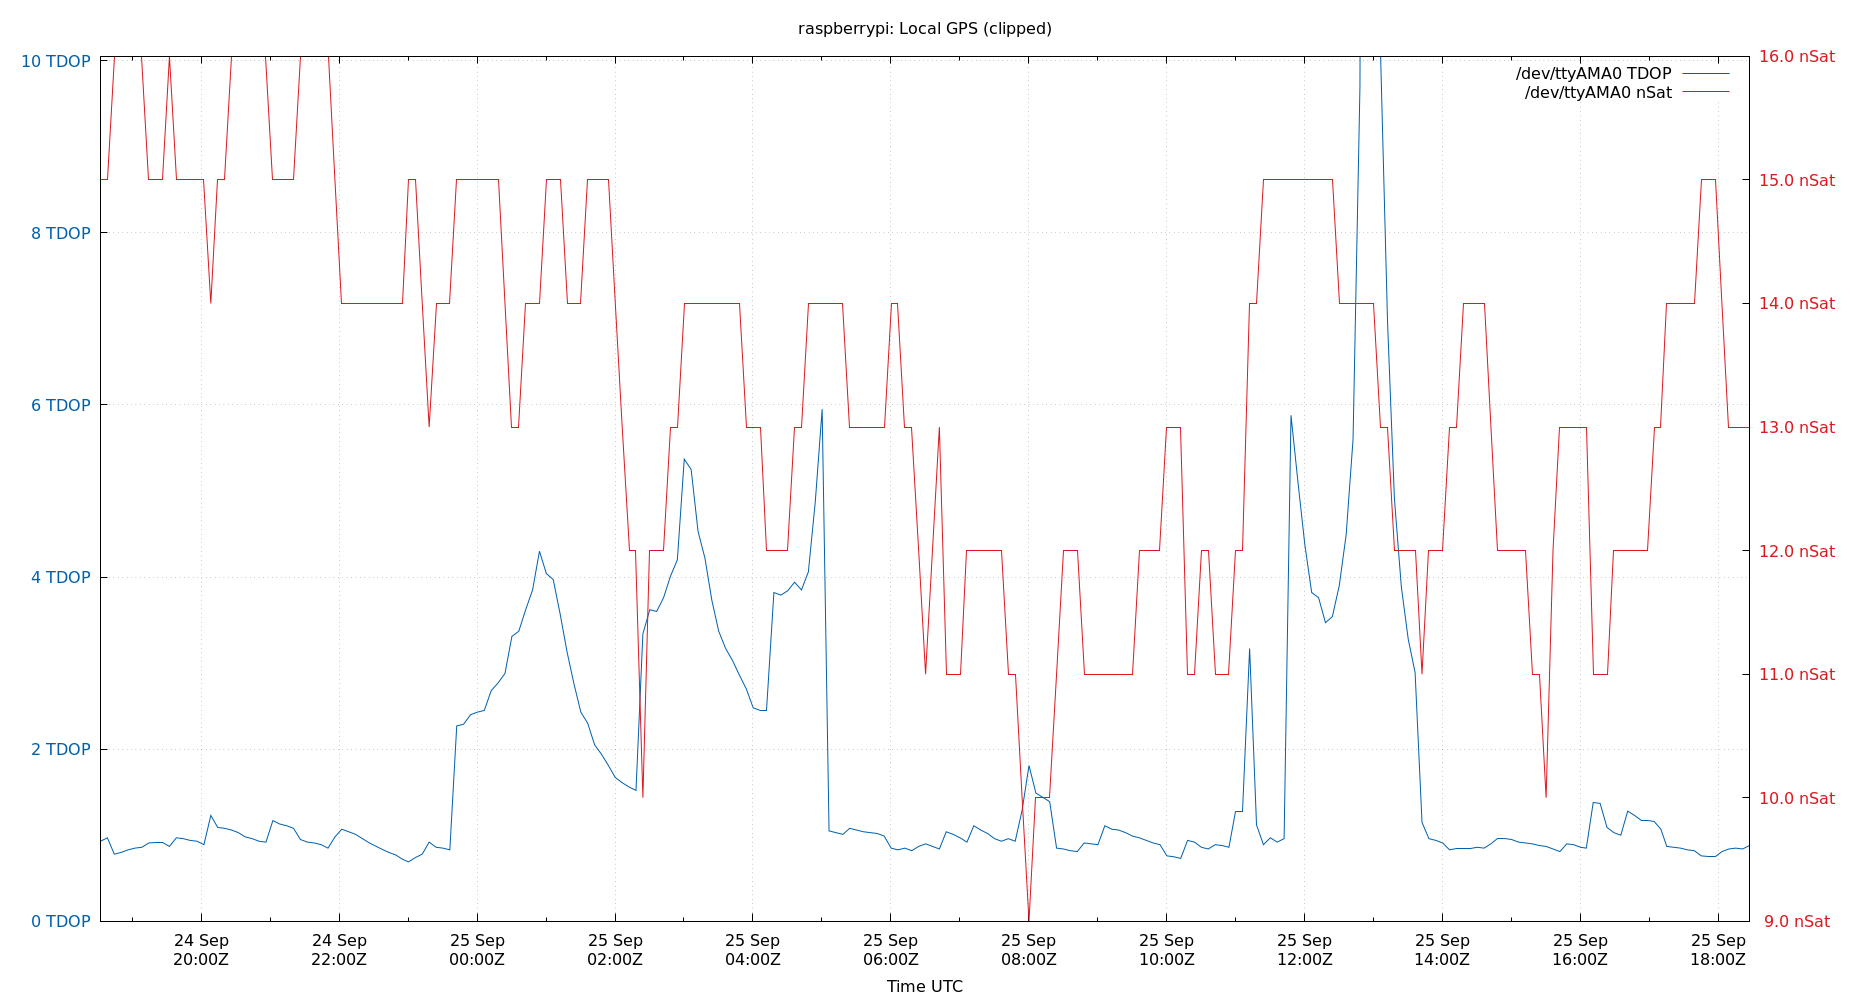 raspberrypi: Local GPS (clipped)
10 TDOP
8 TDOP
6 TDOP
4 TDOP
2 TDOP
0 TDOP
16.0 nSat
15.0 nSat
14.0 nSat
13.0 nSat
12.0 nSat
11.0 nSat
10.0 nSat
9.0 nSat
/dev/ttyAMA0 TDOP
/dev/ttyAMA0 nSat
24 Sep
20:00Z
24 Sep
22:00Z
25 Sep
00:00Z
25 Sep
02:00Z
25 Sep
04:00Z
25 Sep
06:00Z
25 Sep
08:00Z
25 Sep
10:00Z
25 Sep
12:00Z
25 Sep
14:00Z
25 Sep
16:00Z
25 Sep
18:00Z
Time UTC